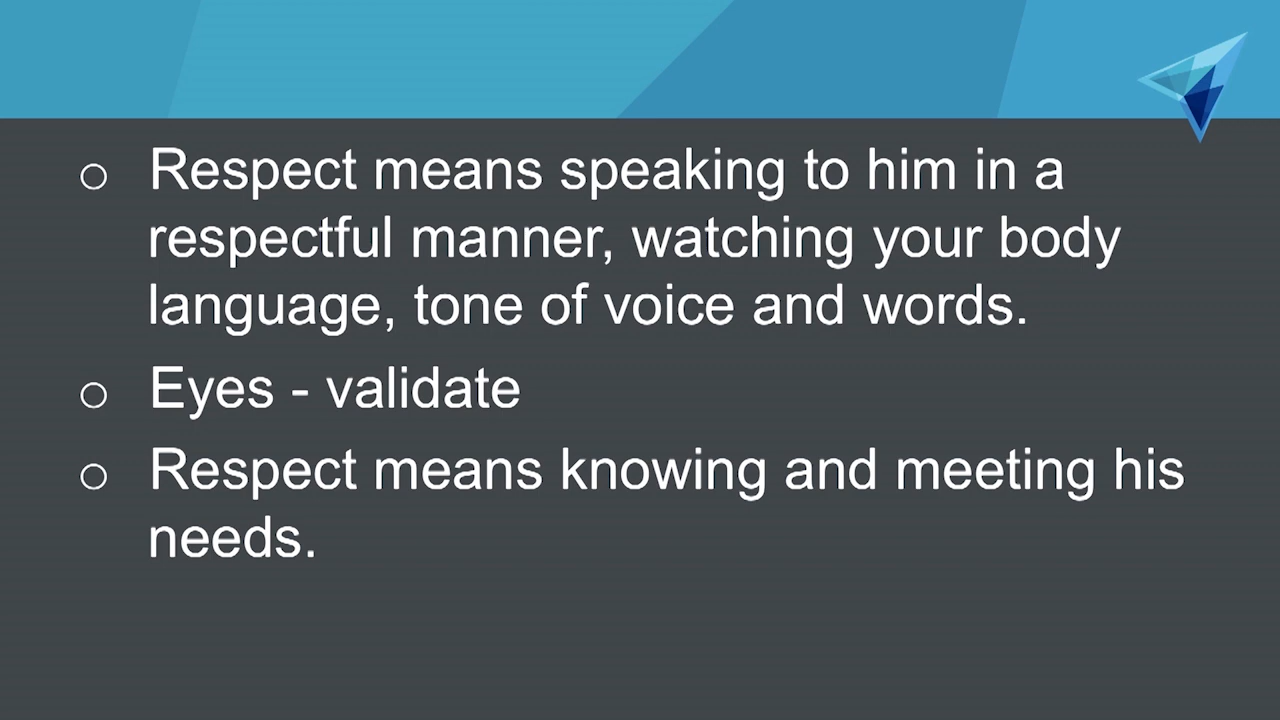 o Respect means speaking to him in a
respectful manner, watching your body
language, tone of voice and words.
o Eyes - validate
o Respect means knowing and meeting his
needs.